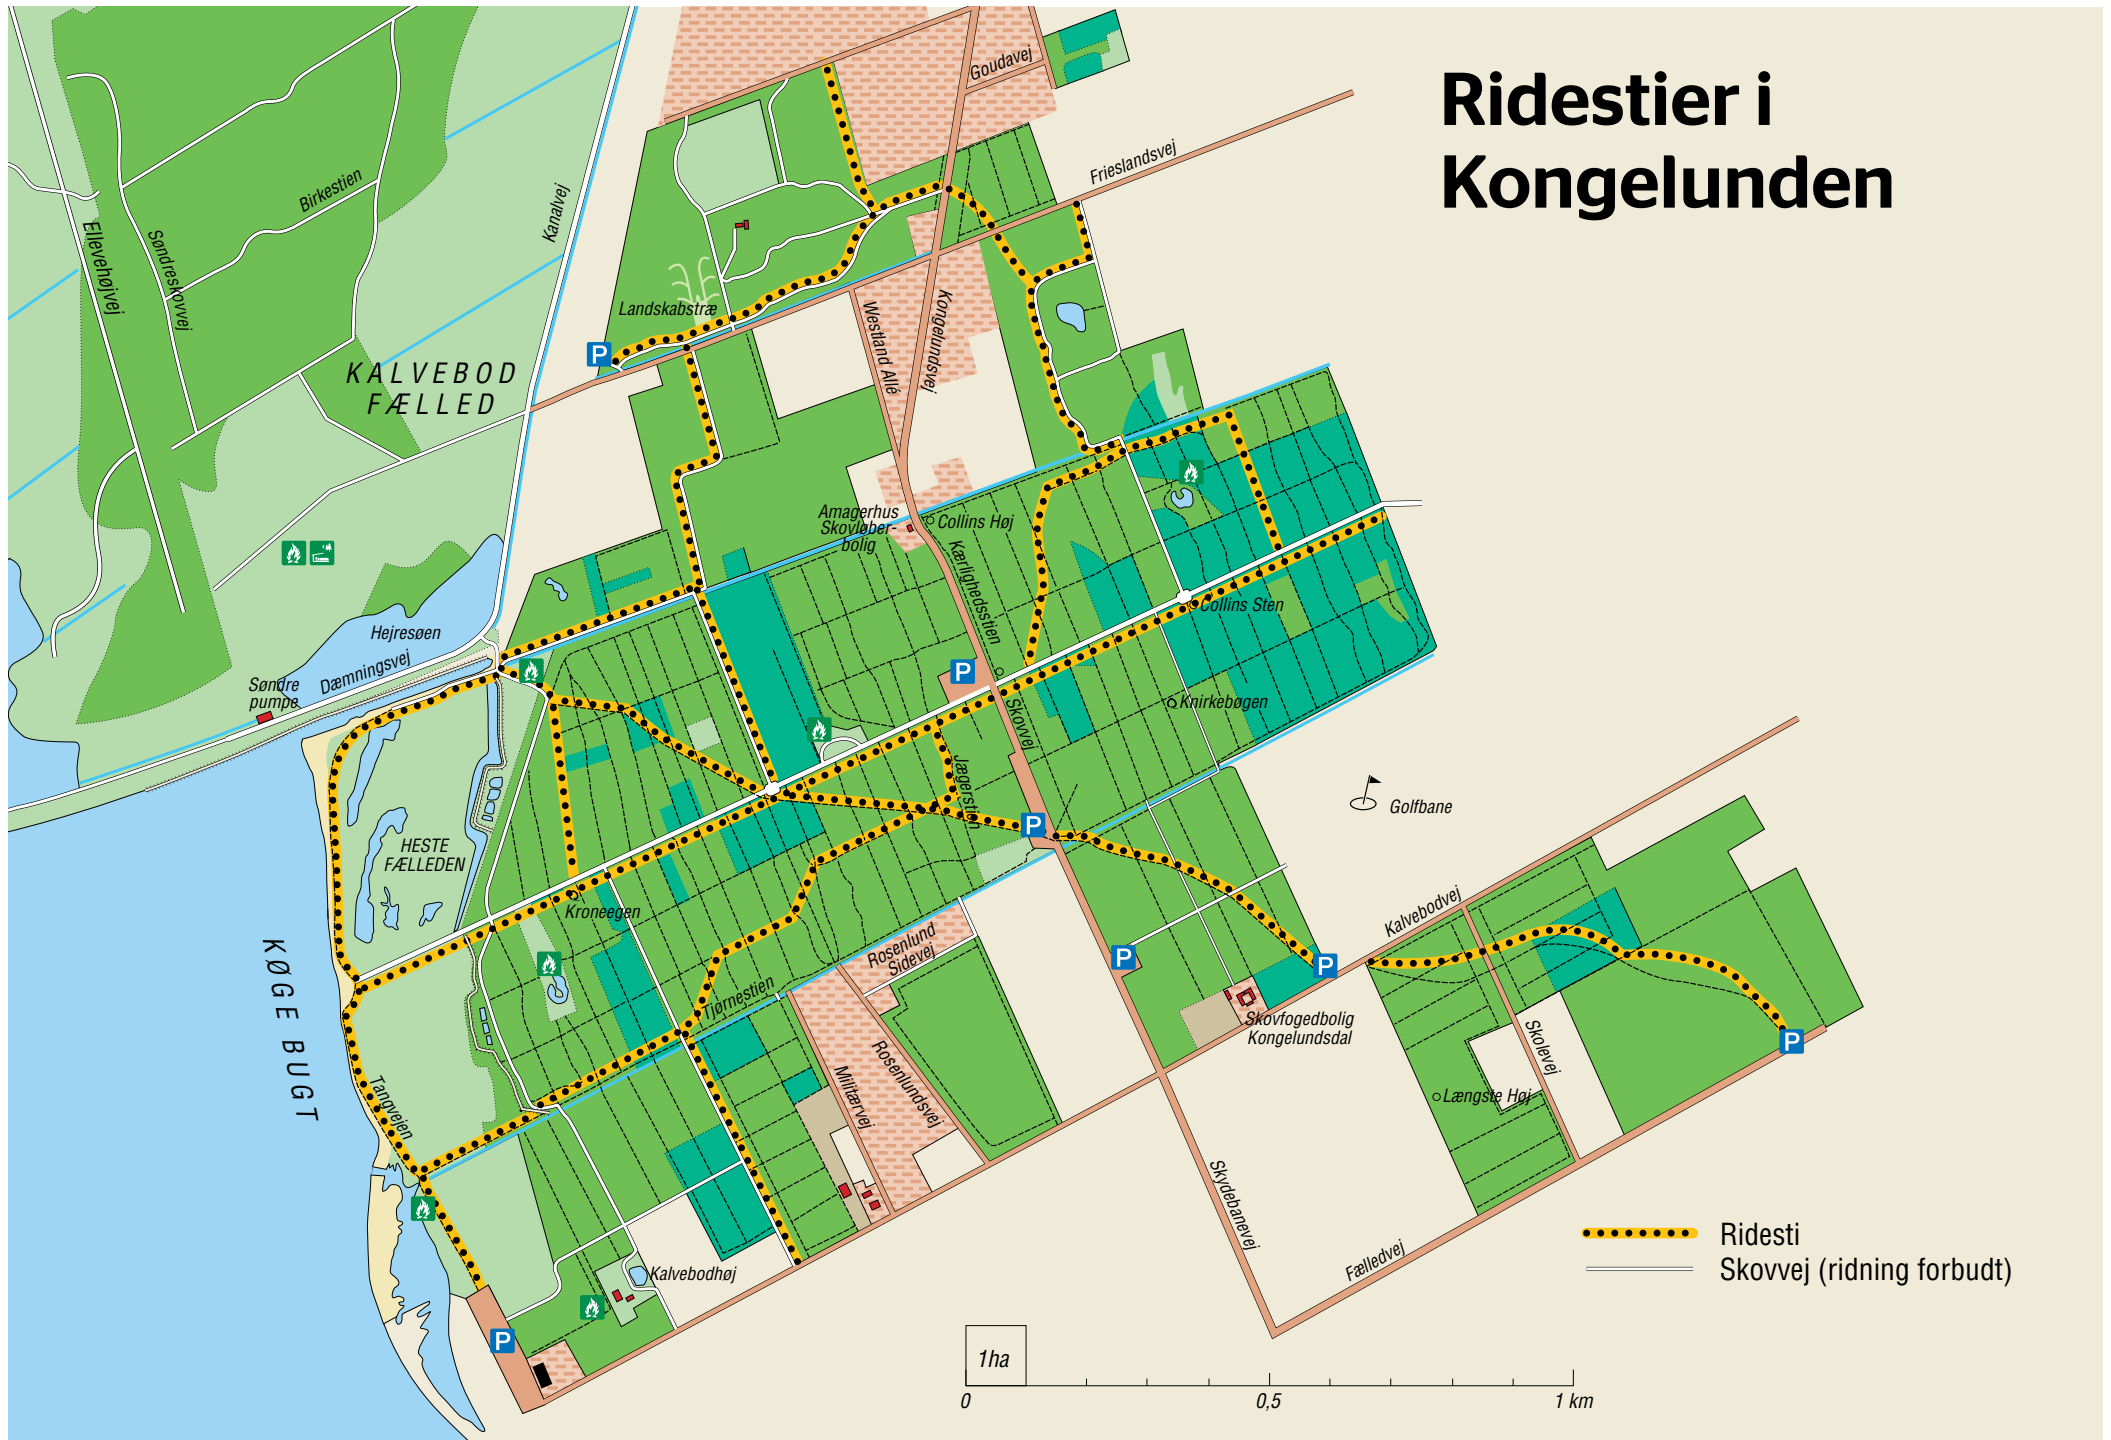 Ridestier i
Kongelunden
Goudavej
Frieslandsvej
Birkestien
Kanalvej
Ellevehøjvej
Søndreskovvej
Landskabstræ
P
KALVEBOD
FÆLLED
Westland Allé
Kongelundsvej
Amagerhus
Skovløber-
bolig
Collins Høj
Kærlighedsstien
Collins Sten
Hejresøen
Dæmningsvej
Søndre
pumpe
P
Skovvej
Knirkebøgen
Jægerstien
P
Golfbane
HESTE
FÆLLEDEN
Kroneegen
KØGE BUGT
Rosenlund
Sidevej
P
P
Kalvebodvej
Tjørnestien
Skovfogedbolig
Kongelundsdal
Skolevej
P
Tangvejen
Militærvej
Rosenlundsvej
Længste Høj
Skydebanevej
Fælledvej
Kalvebodhøj
P
Ridesti
Skovvej (ridning forbudt)
1ha
0
0,5
1 km